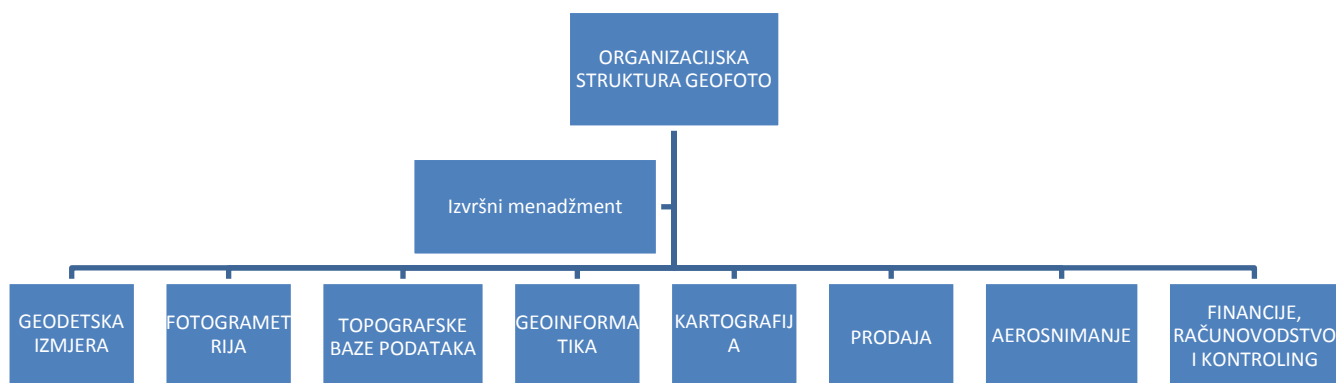 ORGANIZACIJSKA
STRUKTURA GEOFOTO
Izvršni menadžment
GEODETSKA
IZMJERA
FOTOGRAMET
RIJA
TOPOGRAFSKE
BAZE PODATAKA
GEOINFORMA
TIKA
KARTOGRAFIJ
A
PRODAJA
AEROSNIMANJE
FINANCIJE,
RAČUNOVODSTVO
I KONTROLING